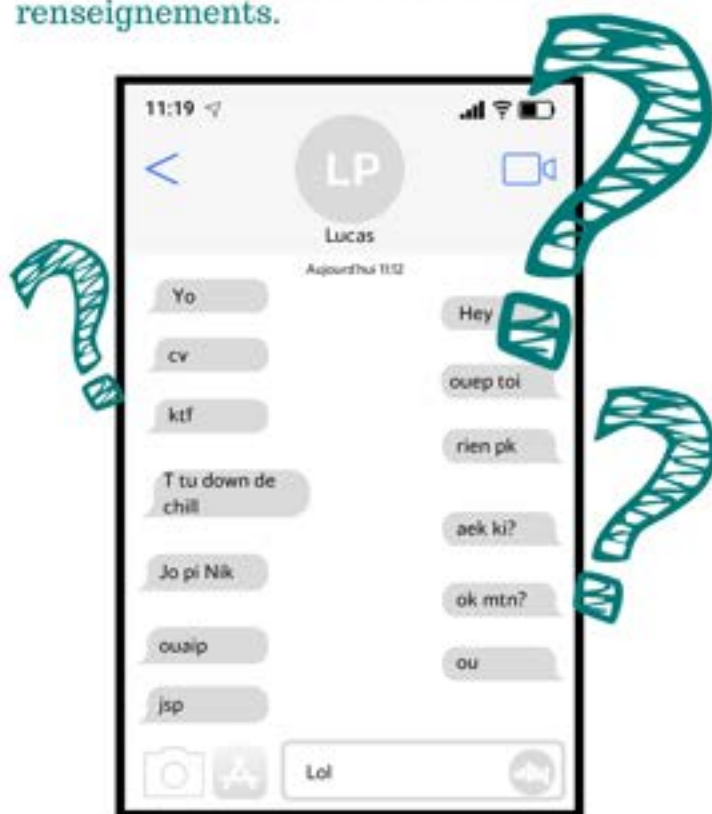 renseignements.
11:19
LP
Lucas
Aujourd'hui 11:12
Yo
Hey
cv
ouep toi
ktf
rien pk
T tu down de
chill
aek ki?
Jo pi Nik
ok mtn?
ouaip
ou
jsp
Lol